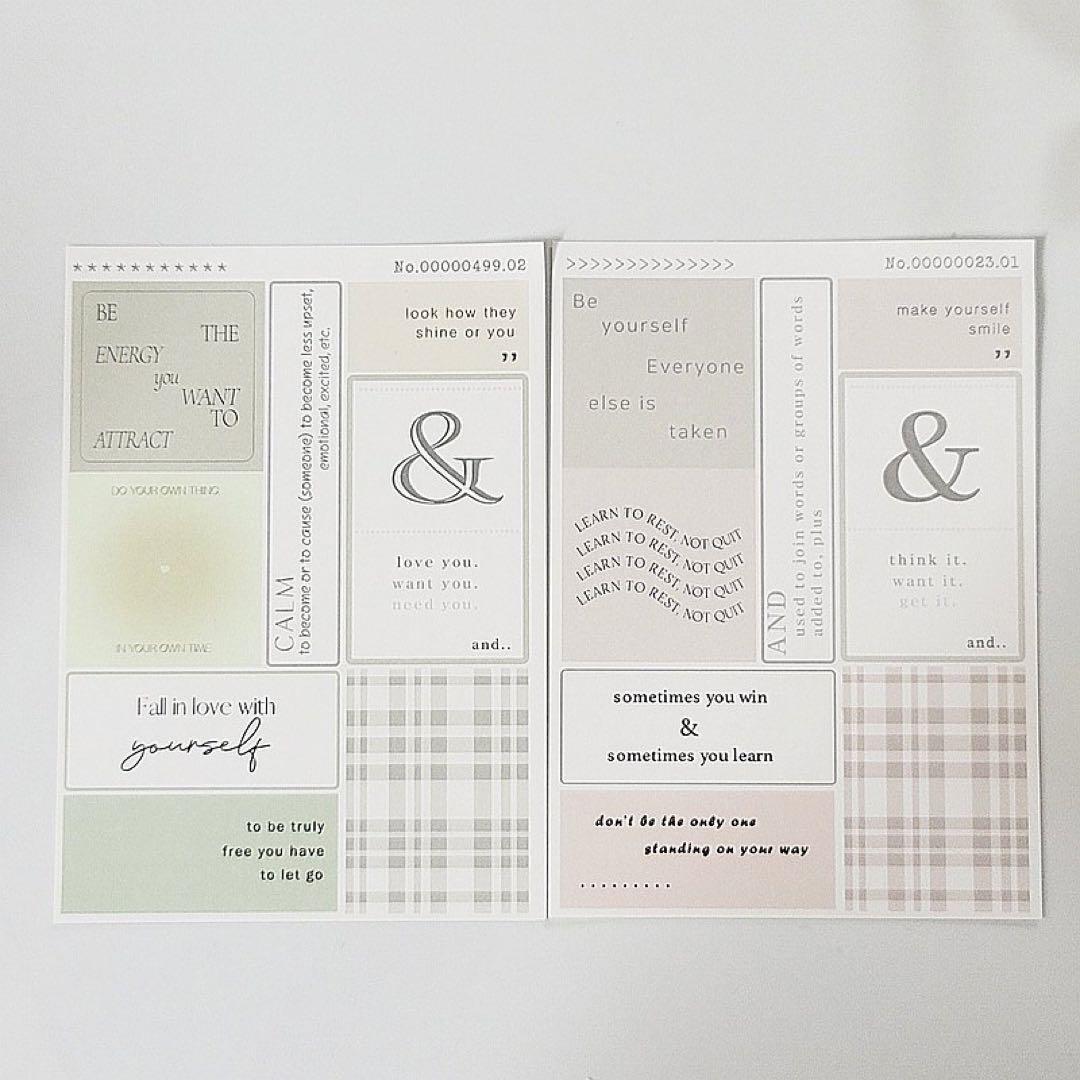 ★★★★★★★★★★★
No.00000499.02
BE
THE
ENERGY
you
WANT
TO
ATTRACT
DO YOUR OWN THING
IN YOUR OWN TIME
CALM
to become or to cause (someone) to become less upset,
emotional, excited, etc.
look how they
shine or you
”
&
love you.
want you.
need you.
and..
Fall in love with
yourself
to be truly
free you have
to let go
>>>>>>>>>>>>>>
No.00000023.01
Be
yourself
Everyone
else is
taken
LEARN TO REST, NOT QUIT
LEARN TO REST, NOT QUIT
LEARN TO REST, NOT QUIT
LEARN TO REST, NOT QUIT
AND
used to join words or groups of words
added to, plus
make yourself
smile
”
&
think it.
want it.
get it.
and..
sometimes you win
&
sometimes you learn
don't be the only one
standing on your way
.........